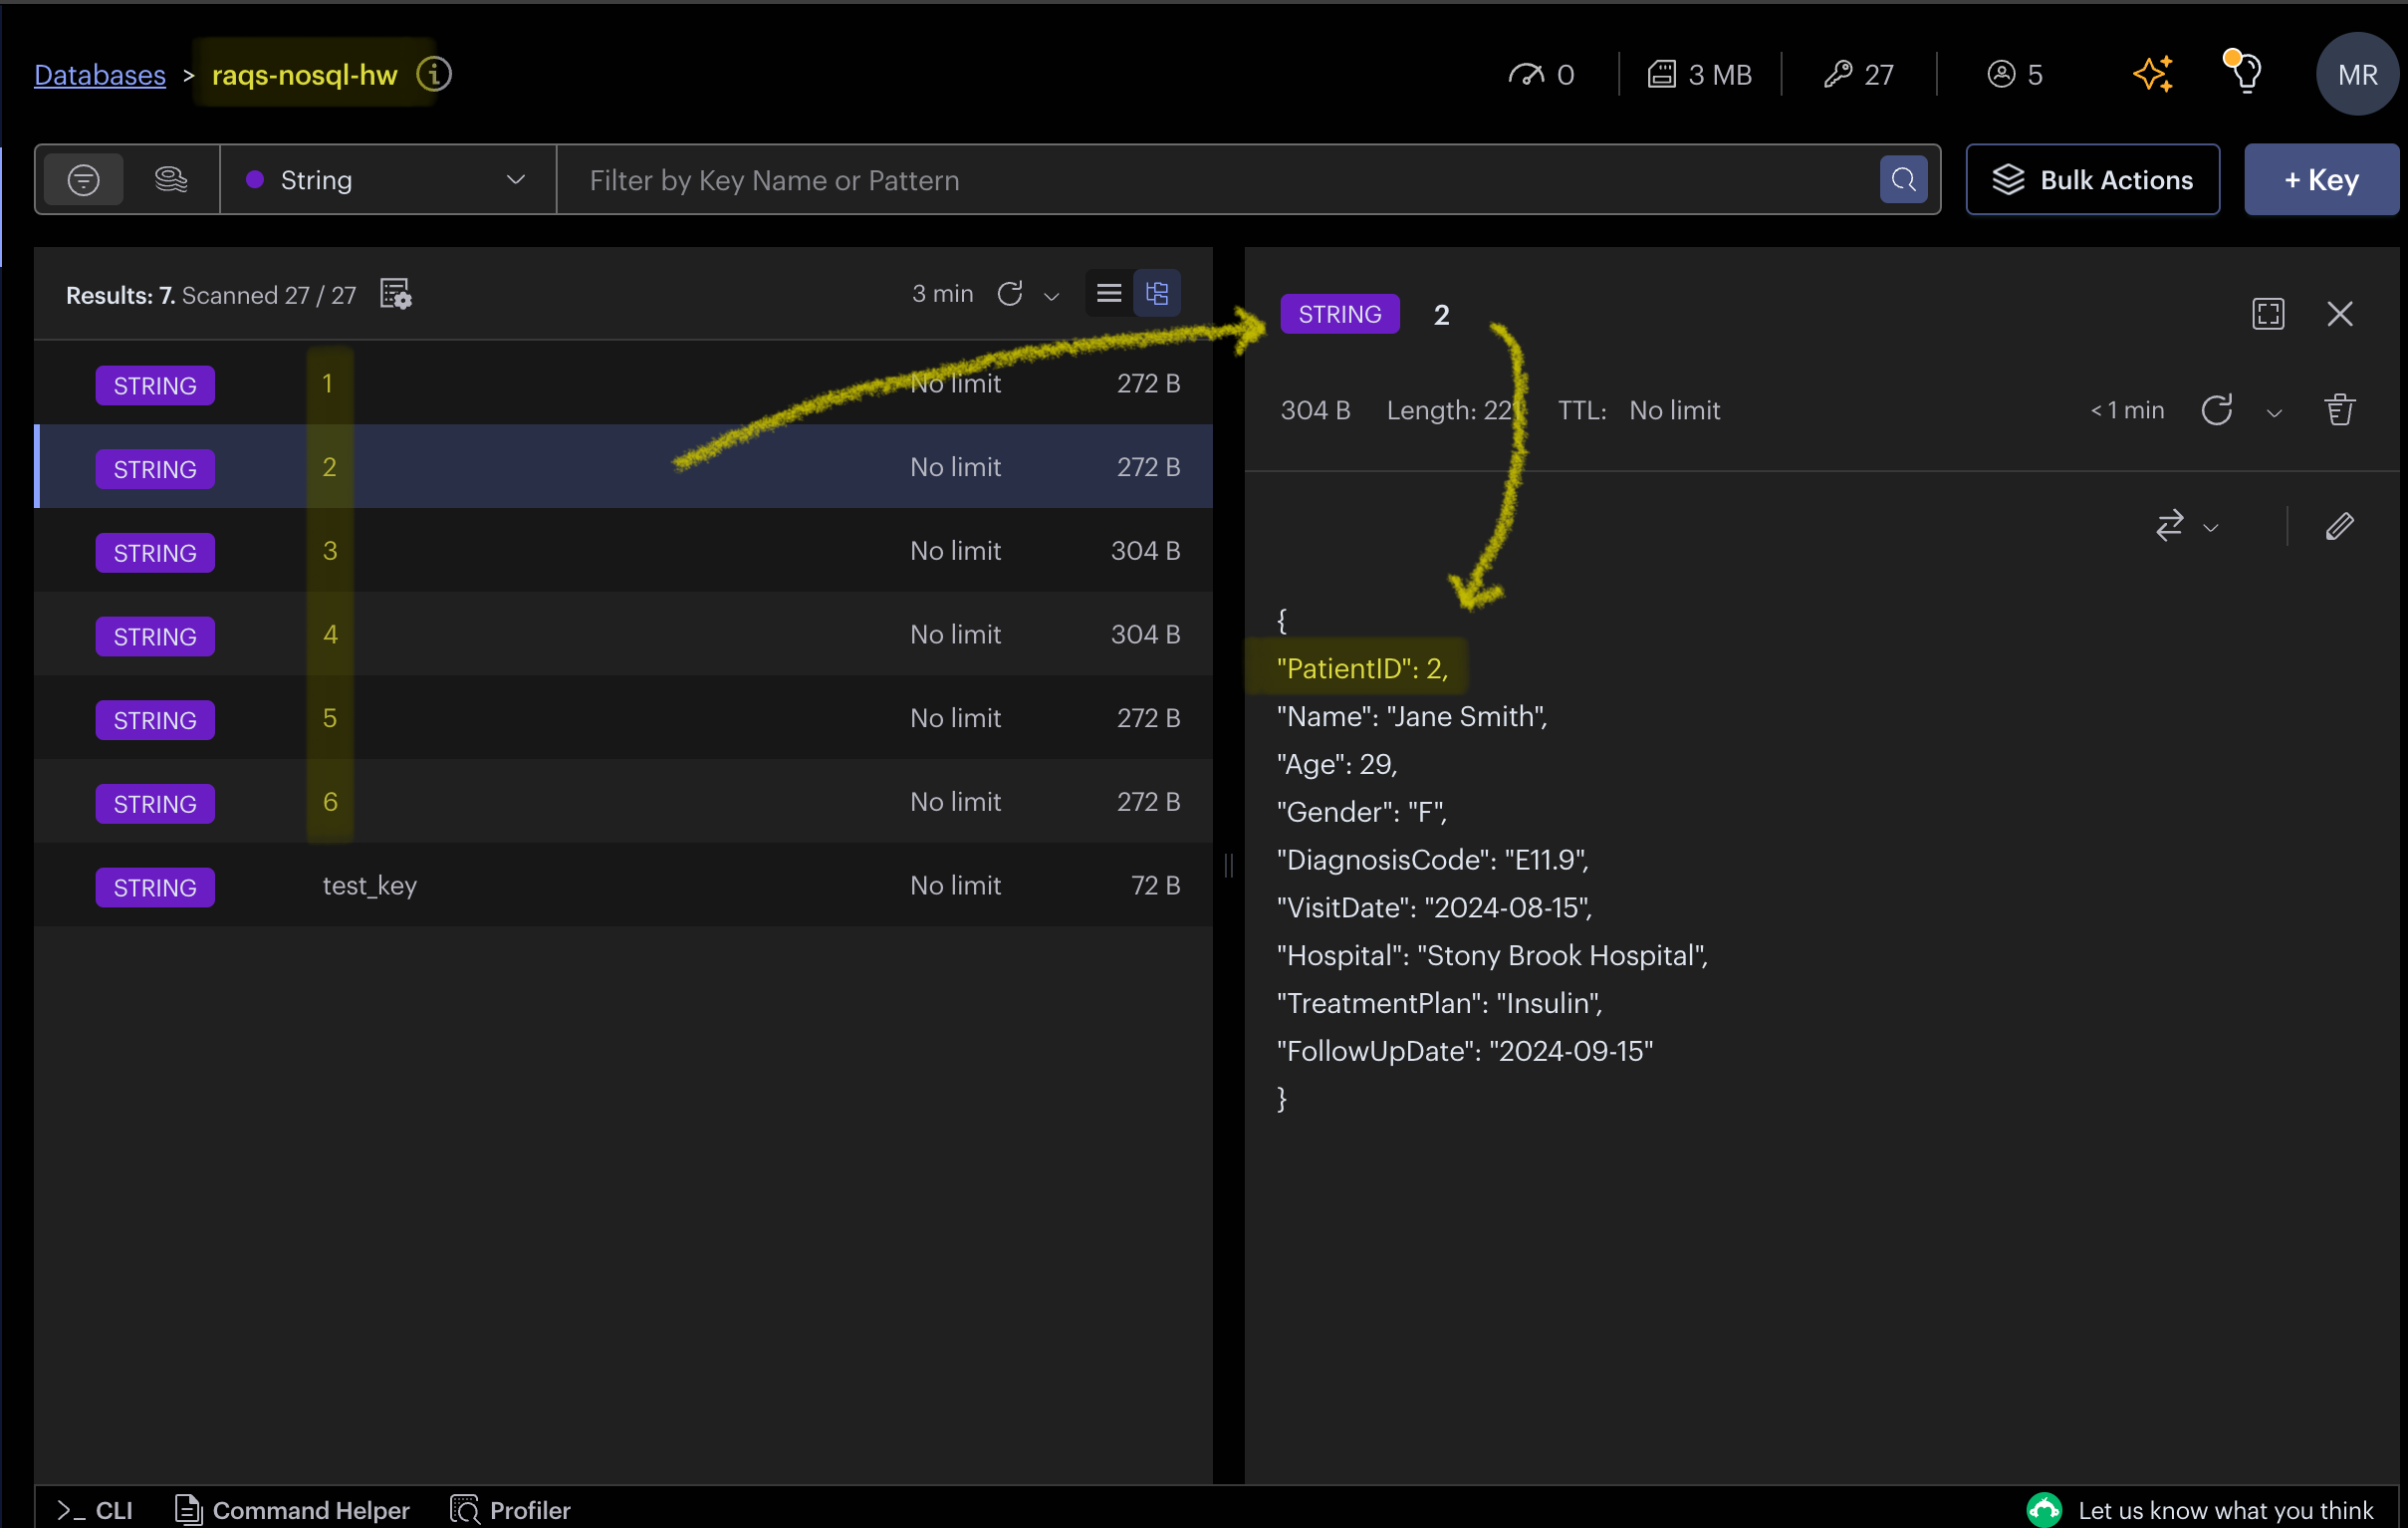 Databases > raqs-nosql-hw 0 3 MB 27 5 MR
String Filter by Key Name or Pattern Bulk Actions + Key
Results: 7. Scanned 27 / 27 3 min
STRING 1 No limit 272 B
STRING 2 No limit 272 B
STRING 3 No limit 304 B
STRING 4 No limit 304 B
STRING 5 No limit 272 B
STRING 6 No limit 272 B
STRING test_key No limit 72 B
STRING 2
304 B Length: TTL: No limit < 1 min
{
"PatientID": 2,
"Name": "Jane Smith",
"Age": 29,
"Gender": "F",
"DiagnosisCode": "E11.9",
"VisitDate": "2024-08-15",
"Hospital": "Stony Brook Hospital",
"TreatmentPlan": "Insulin",
"FollowUpDate": "2024-09-15"
}
>_ CLI Command Helper Profiler Let us know what you think